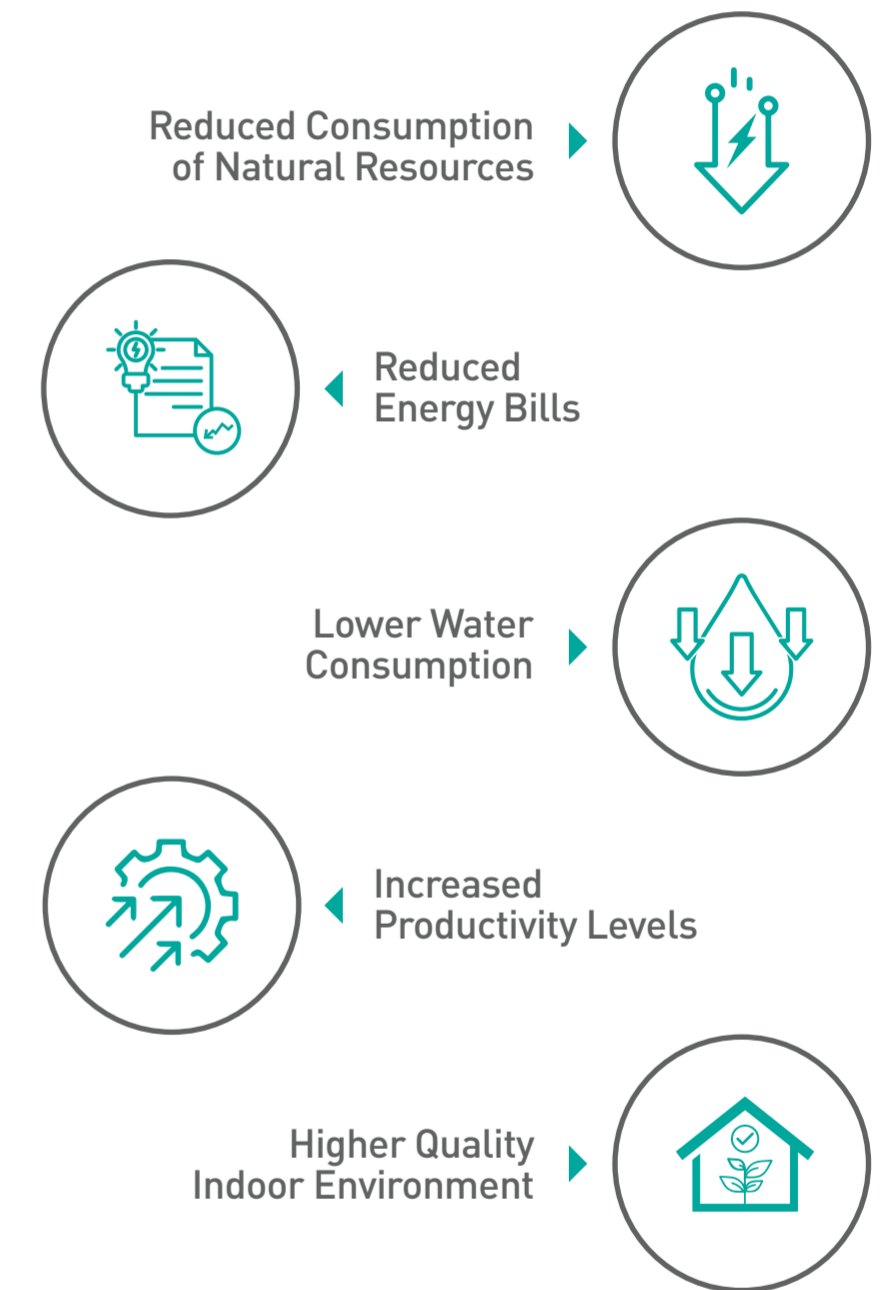 Reduced Consumption
of Natural Resources
Reduced
Energy Bills
Lower Water
Consumption
Increased
Productivity Levels
Higher Quality
Indoor Environment